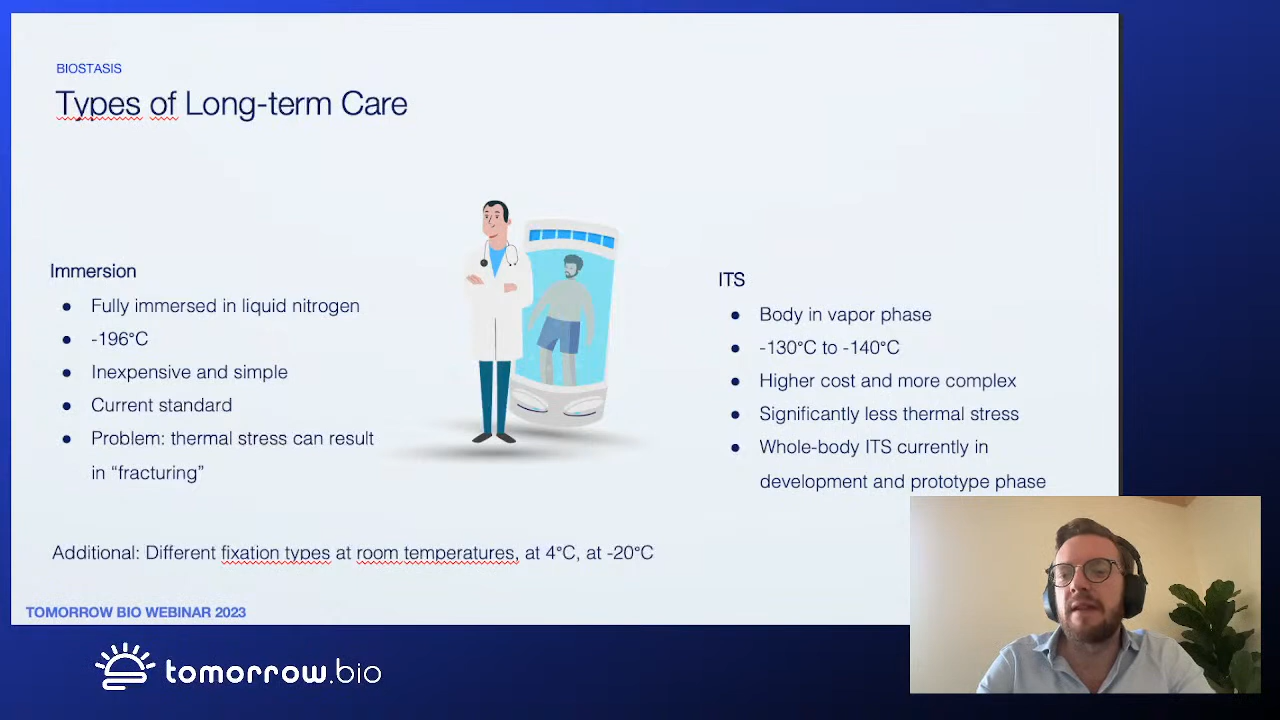 BIOSTASIS
Types of Long-term Care
Immersion
● Fully immersed in liquid nitrogen
● -196°C
● Inexpensive and simple
● Current standard
● Problem: thermal stress can result
in “fracturing”
ITS
● Body in vapor phase
● -130°C to -140°C
● Higher cost and more complex
● Significantly less thermal stress
● Whole-body ITS currently in
development and prototype phase
Additional: Different fixation types at room temperatures, at 4°C, at -20°C
TOMORROW BIO WEBINAR 2023
tomorrow.bio